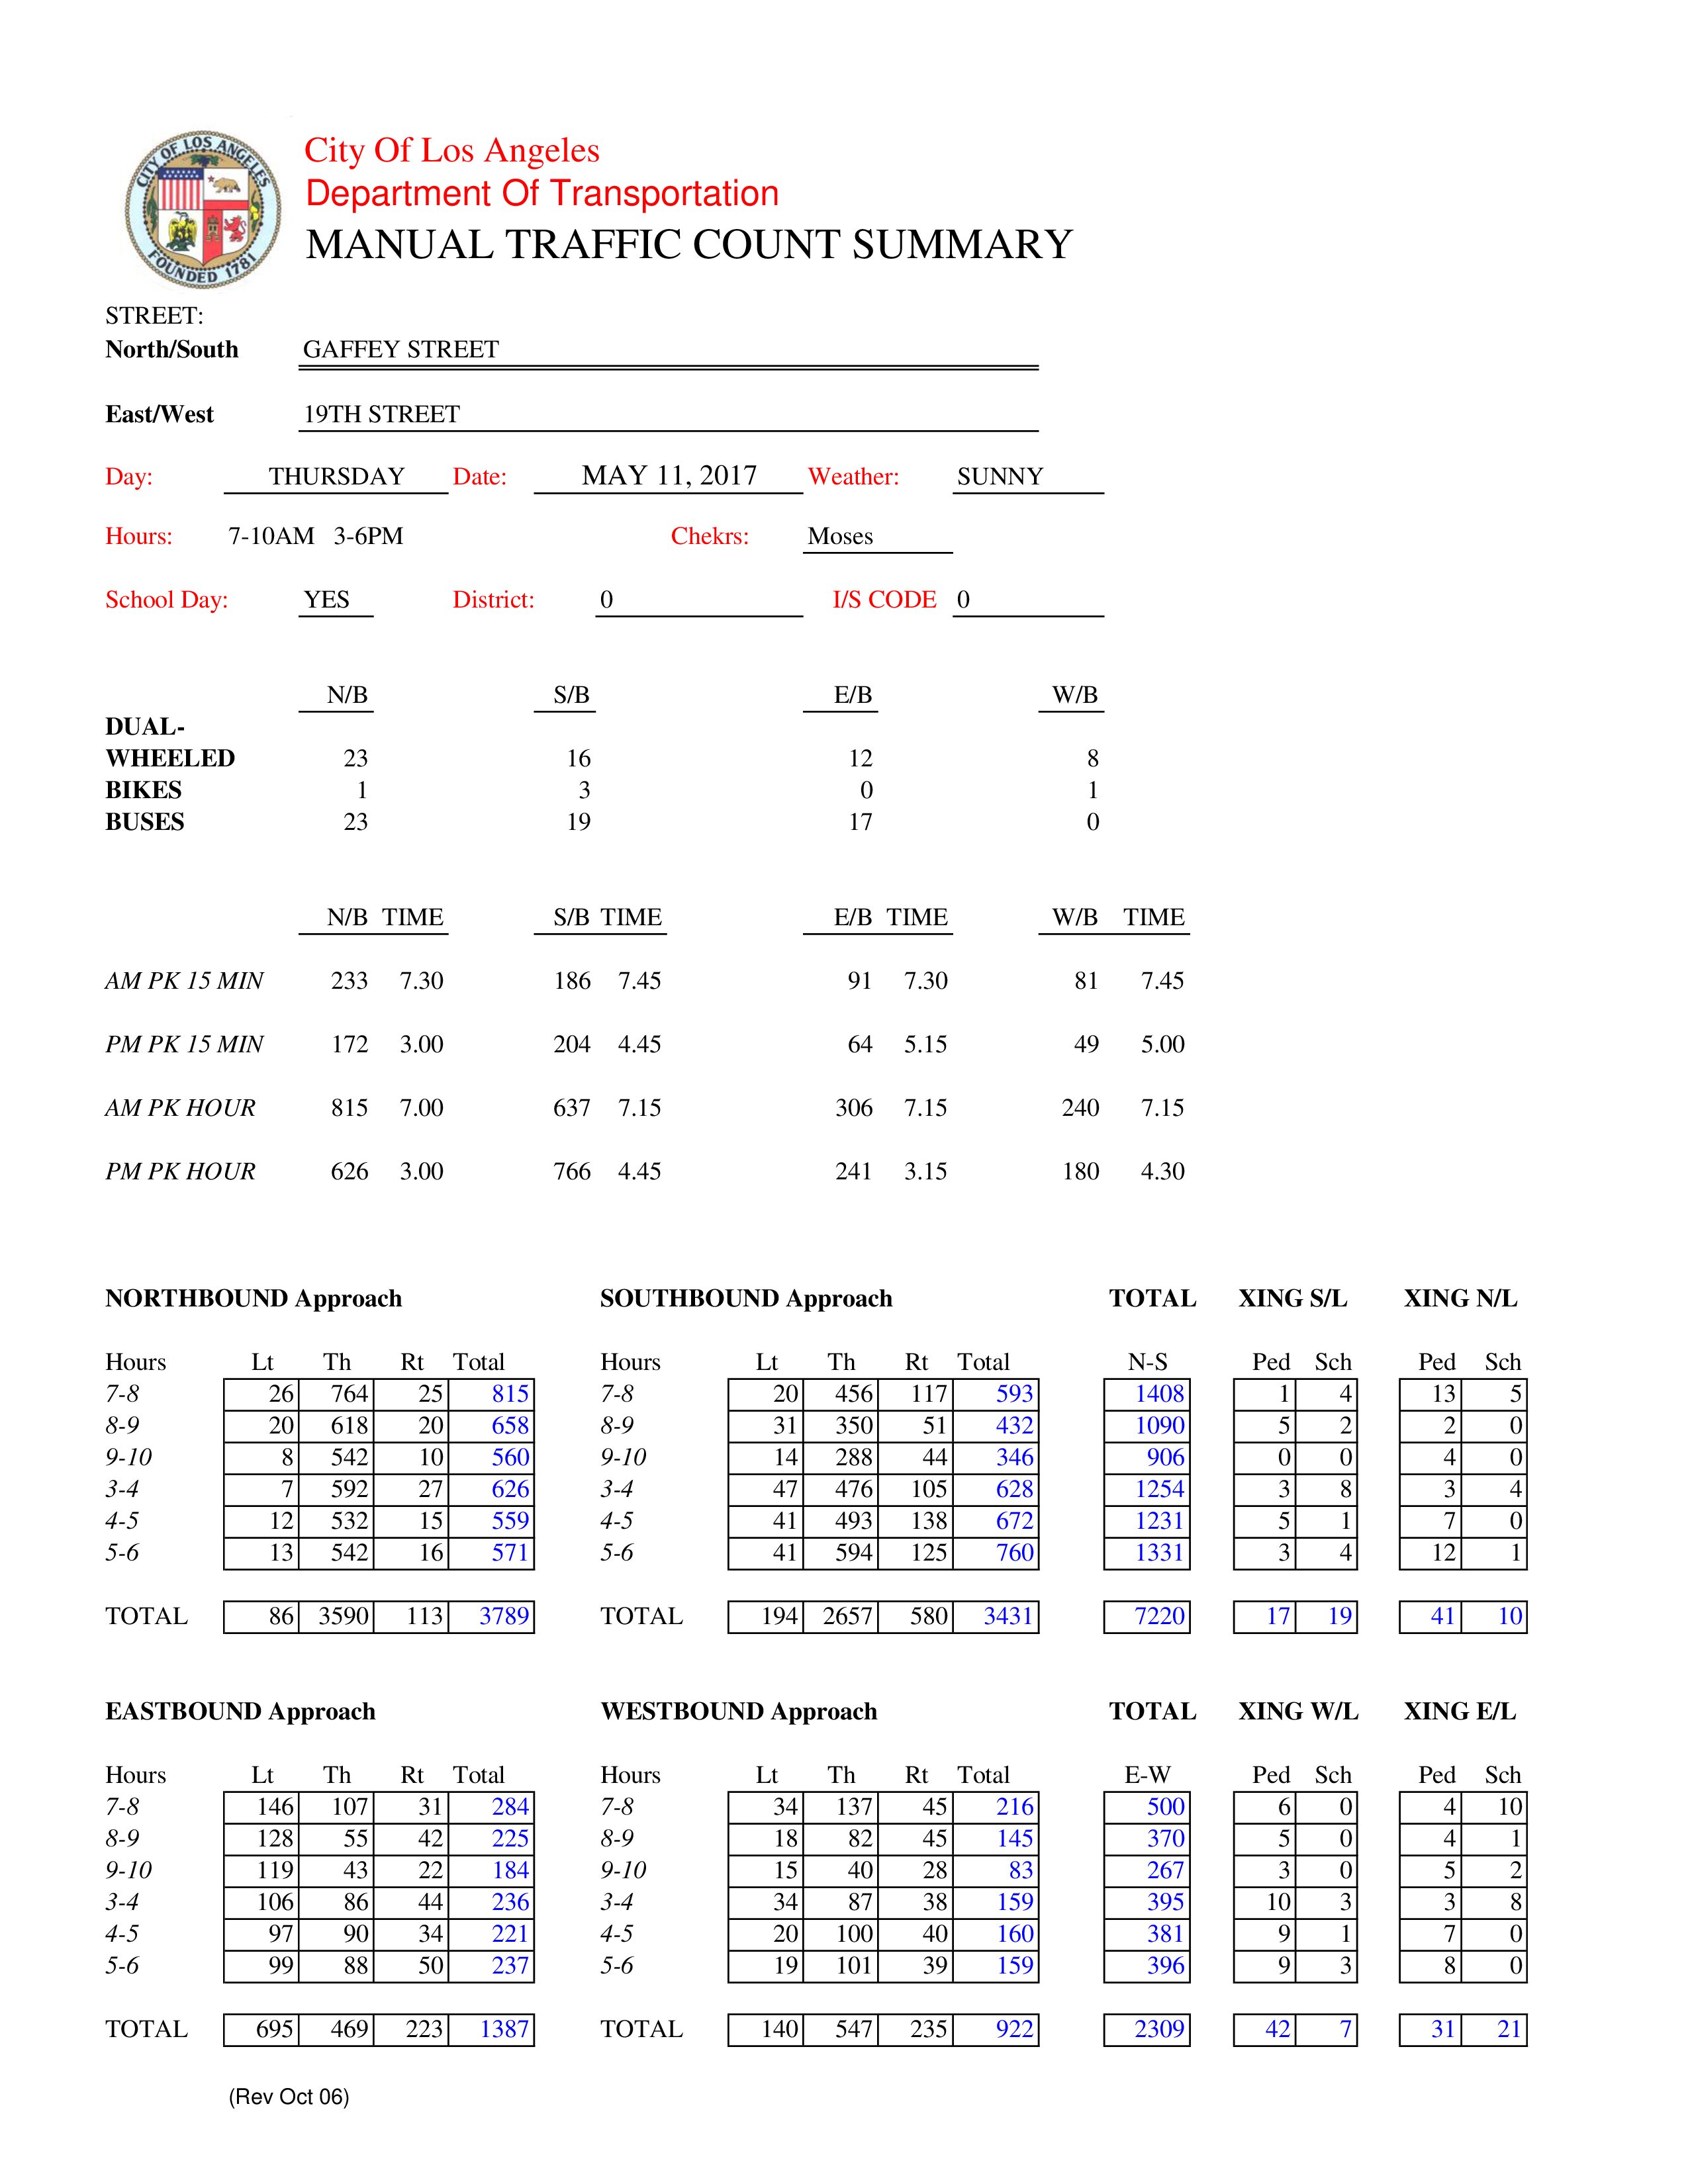 CITY OF LOS ANGELES
FOUNDED 1781
City Of Los Angeles
Department Of Transportation
MANUAL TRAFFIC COUNT SUMMARY
STREET:
North/South GAFFEY STREET
East/West 19TH STREET
Day: THURSDAY Date: MAY 11, 2017 Weather: SUNNY
Hours: 7-10AM 3-6PM Chekrs: Moses
School Day: YES District: 0 I/S CODE 0
N/B S/B E/B W/B
DUAL-
WHEELED 23 16 12 8
BIKES 1 3 0 1
BUSES 23 19 17 0
N/B TIME S/B TIME E/B TIME W/B TIME
AM PK 15 MIN 233 7.30 186 7.45 91 7.30 81 7.45
PM PK 15 MIN 172 3.00 204 4.45 64 5.15 49 5.00
AM PK HOUR 815 7.00 637 7.15 306 7.15 240 7.15
PM PK HOUR 626 3.00 766 4.45 241 3.15 180 4.30
NORTHBOUND Approach SOUTHBOUND Approach TOTAL XING S/L XING N/L
Hours Lt Th Rt Total Hours Lt Th Rt Total N-S Ped Sch Ped Sch
7-8 26 764 25 815 7-8 20 456 117 593 1408 1 4 13 5
8-9 20 618 20 658 8-9 31 350 51 432 1090 5 2 2 0
9-10 8 542 10 560 9-10 14 288 44 346 906 0 0 4 0
3-4 7 592 27 626 3-4 47 476 105 628 1254 3 8 3 4
4-5 12 532 15 559 4-5 41 493 138 672 1231 5 1 7 0
5-6 13 542 16 571 5-6 41 594 125 760 1331 3 4 12 1
TOTAL 86 3590 113 3789 TOTAL 194 2657 580 3431 7220 17 19 41 10
EASTBOUND Approach WESTBOUND Approach TOTAL XING W/L XING E/L
Hours Lt Th Rt Total Hours Lt Th Rt Total E-W Ped Sch Ped Sch
7-8 146 107 31 284 7-8 34 137 45 216 500 6 0 4 10
8-9 128 55 42 225 8-9 18 82 45 145 370 5 0 4 1
9-10 119 43 22 184 9-10 15 40 28 83 267 3 0 5 2
3-4 106 86 44 236 3-4 34 87 38 159 395 10 3 3 8
4-5 97 90 34 221 4-5 20 100 40 160 381 9 1 7 0
5-6 99 88 50 237 5-6 19 101 39 159 396 9 3 8 0
TOTAL 695 469 223 1387 TOTAL 140 547 235 922 2309 42 7 31 21
(Rev Oct 06)